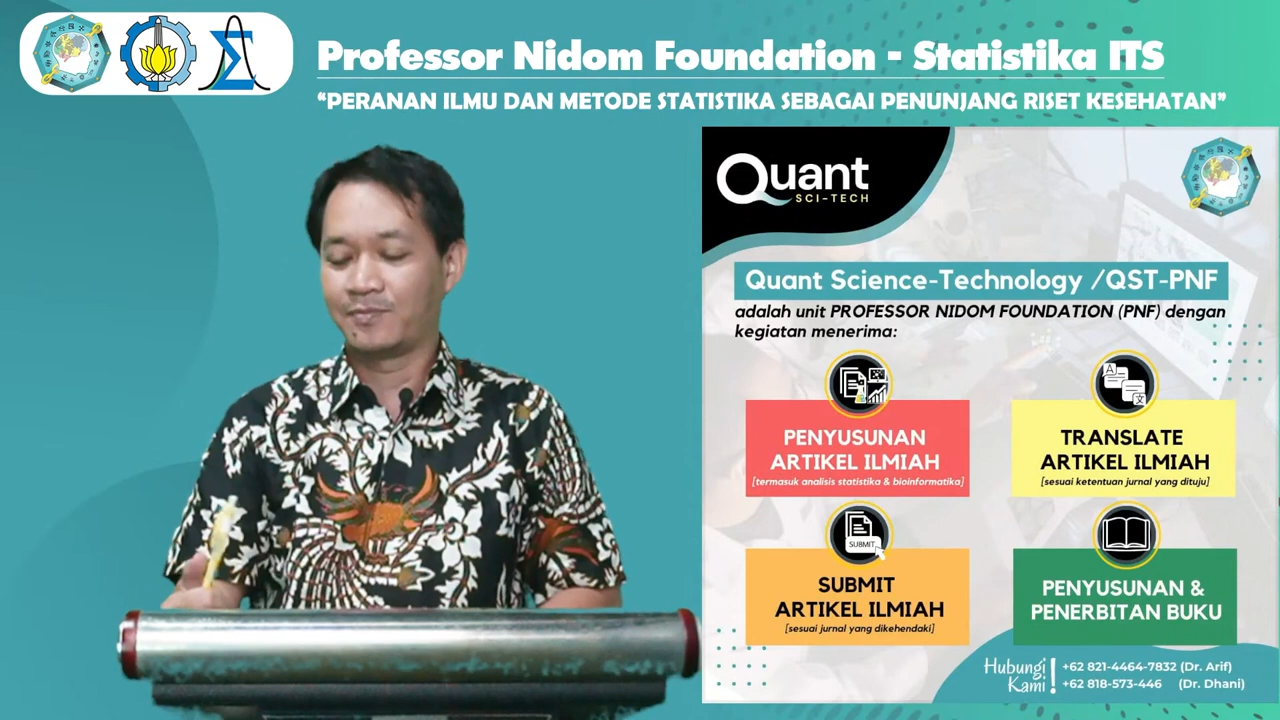 Professor Nidom Foundation - Statistika ITS
“PERANAN ILMU DAN METODE STATISTIKA SEBAGAI PENUNJANG RISET KESEHATAN”
Quant
SCI-TECH
Quant Science-Technology /QST-PNF
adalah unit PROFESSOR NIDOM FOUNDATION (PNF) dengan
kegiatan menerima:
PENYUSUNAN
ARTIKEL ILMIAH
[termasuk analisis statistika & bioinformatika]
TRANSLATE
ARTIKEL ILMIAH
[sesuai ketentuan jurnal yang dituju]
SUBMIT
SUBMIT
ARTIKEL ILMIAH
[sesuai jurnal yang dikehendaki]
PENYUSUNAN &
PENERBITAN BUKU
Hubungi
Kami !
+62 821-4464-7832 (Dr. Arif)
+62 818-573-446 (Dr. Dhani)